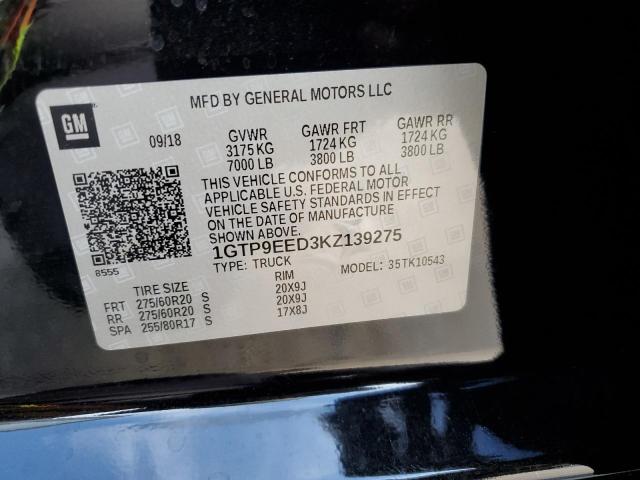 MFD BY GENERAL MOTORS LLC
GM
09/18 GVWR GAWR FRT GAWR RR
3175 KG 1724 KG 1724 KG
7000 LB 3800 LB 3800 LB
THIS VEHICLE CONFORMS TO ALL
APPLICABLE U.S. FEDERAL MOTOR
VEHICLE SAFETY STANDARDS IN EFFECT
ON THE DATE OF MANUFACTURE
SHOWN ABOVE.
1GTP9EED3KZ139275
8555
TYPE: TRUCK MODEL: 35TK10543
TIRE SIZE RIM
FRT 275/60R20 S 20X9J
RR 275/60R20 S 20X9J
SPA 255/80R17 S 17X8J